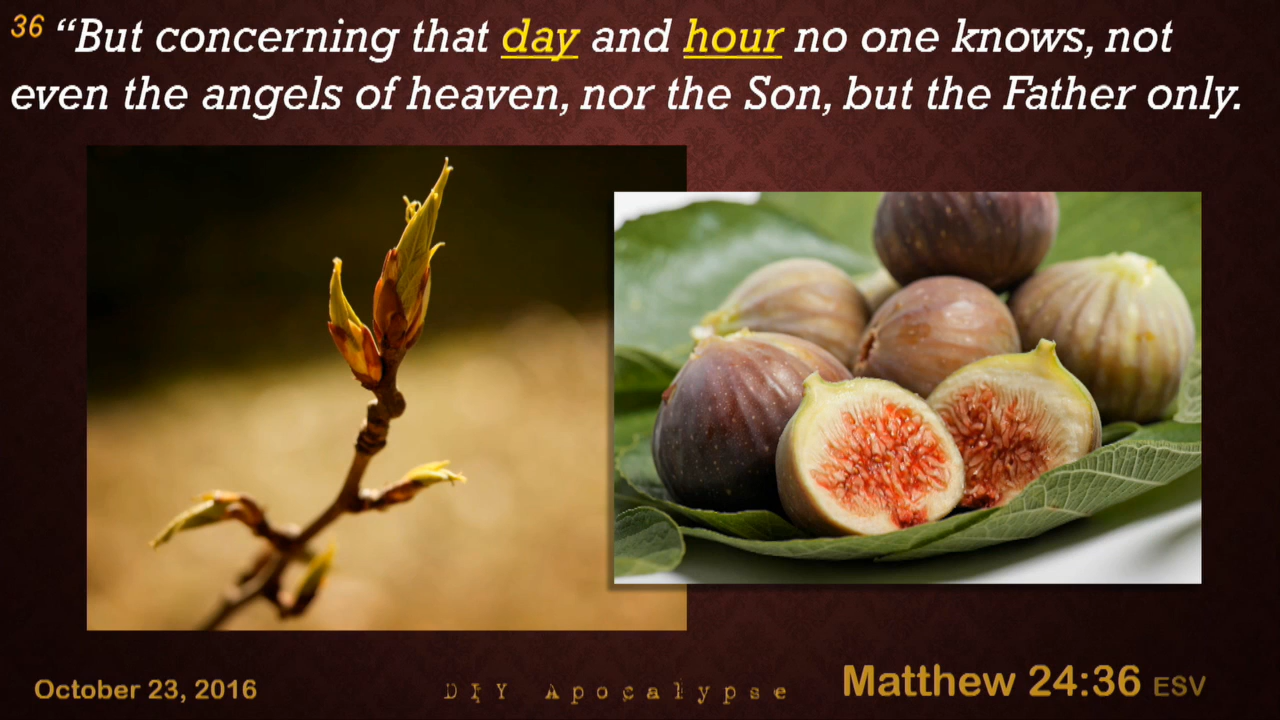 36 “But concerning that day and hour no one knows, not
even the angels of heaven, nor the Son, but the Father only.
October 23, 2016
DIY Apocalypse
Matthew 24:36 ESV